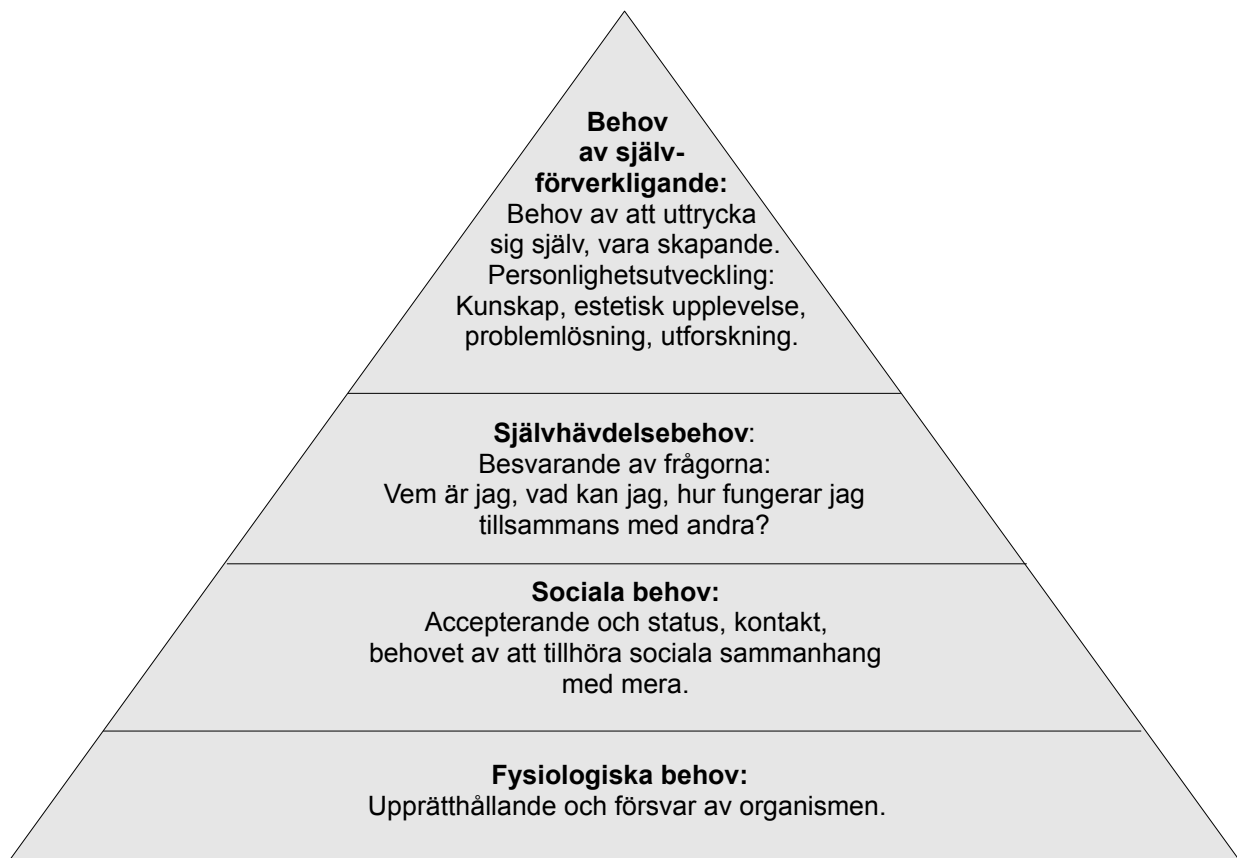 Behov
av själv-
förverkligande:
Behov av att uttrycka
sig själv, vara skapande.
Personlighetsutveckling:
Kunskap, estetisk upplevelse,
problemlösning, utforskning.
Självhävdelsebehov:
Besvarande av frågorna:
Vem är jag, vad kan jag, hur fungerar jag
tillsammans med andra?
Sociala behov:
Accepterande och status, kontakt,
behovet av att tillhöra sociala sammanhang
med mera.
Fysiologiska behov:
Upprätthållande och försvar av organismen.